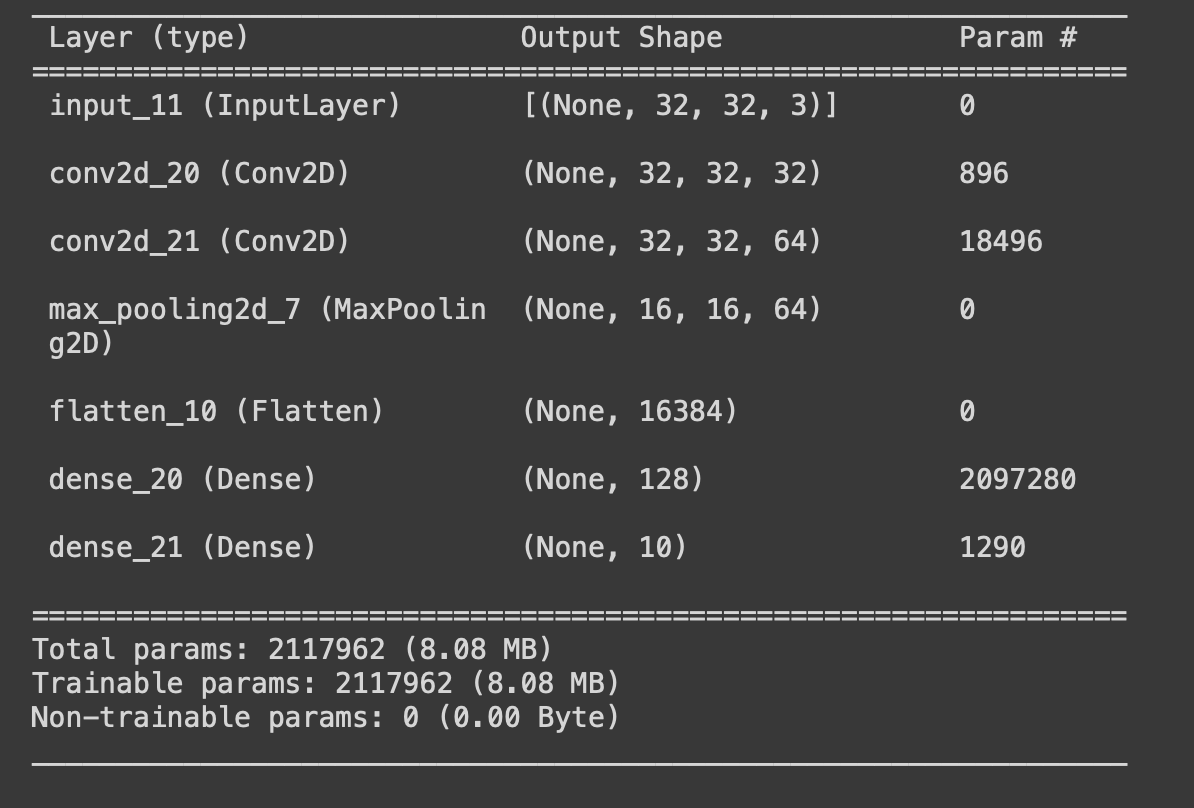 Layer (type) Output Shape Param #
=================================================================
input_11 (InputLayer) [(None, 32, 32, 3)] 0
conv2d_20 (Conv2D) (None, 32, 32, 32) 896
conv2d_21 (Conv2D) (None, 32, 32, 64) 18496
max_pooling2d_7 (MaxPoolin (None, 16, 16, 64) 0
g2D)
flatten_10 (Flatten) (None, 16384) 0
dense_20 (Dense) (None, 128) 2097280
dense_21 (Dense) (None, 10) 1290
=================================================================
Total params: 2117962 (8.08 MB)
Trainable params: 2117962 (8.08 MB)
Non-trainable params: 0 (0.00 Byte)